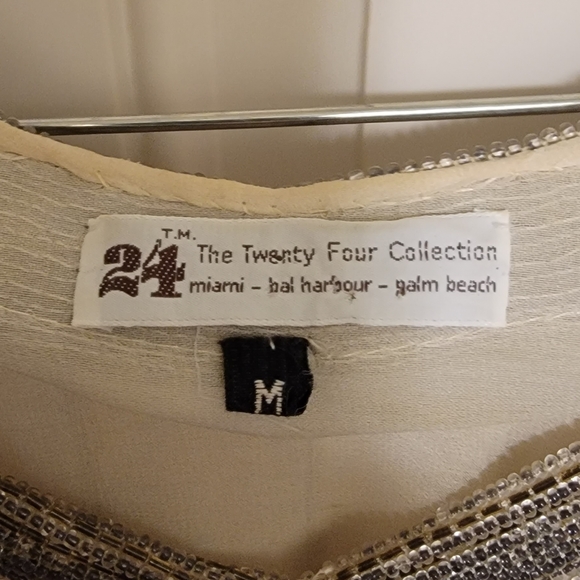 T.M.
24 The Twenty Four Collection
miami - bal harbour - palm beach
M